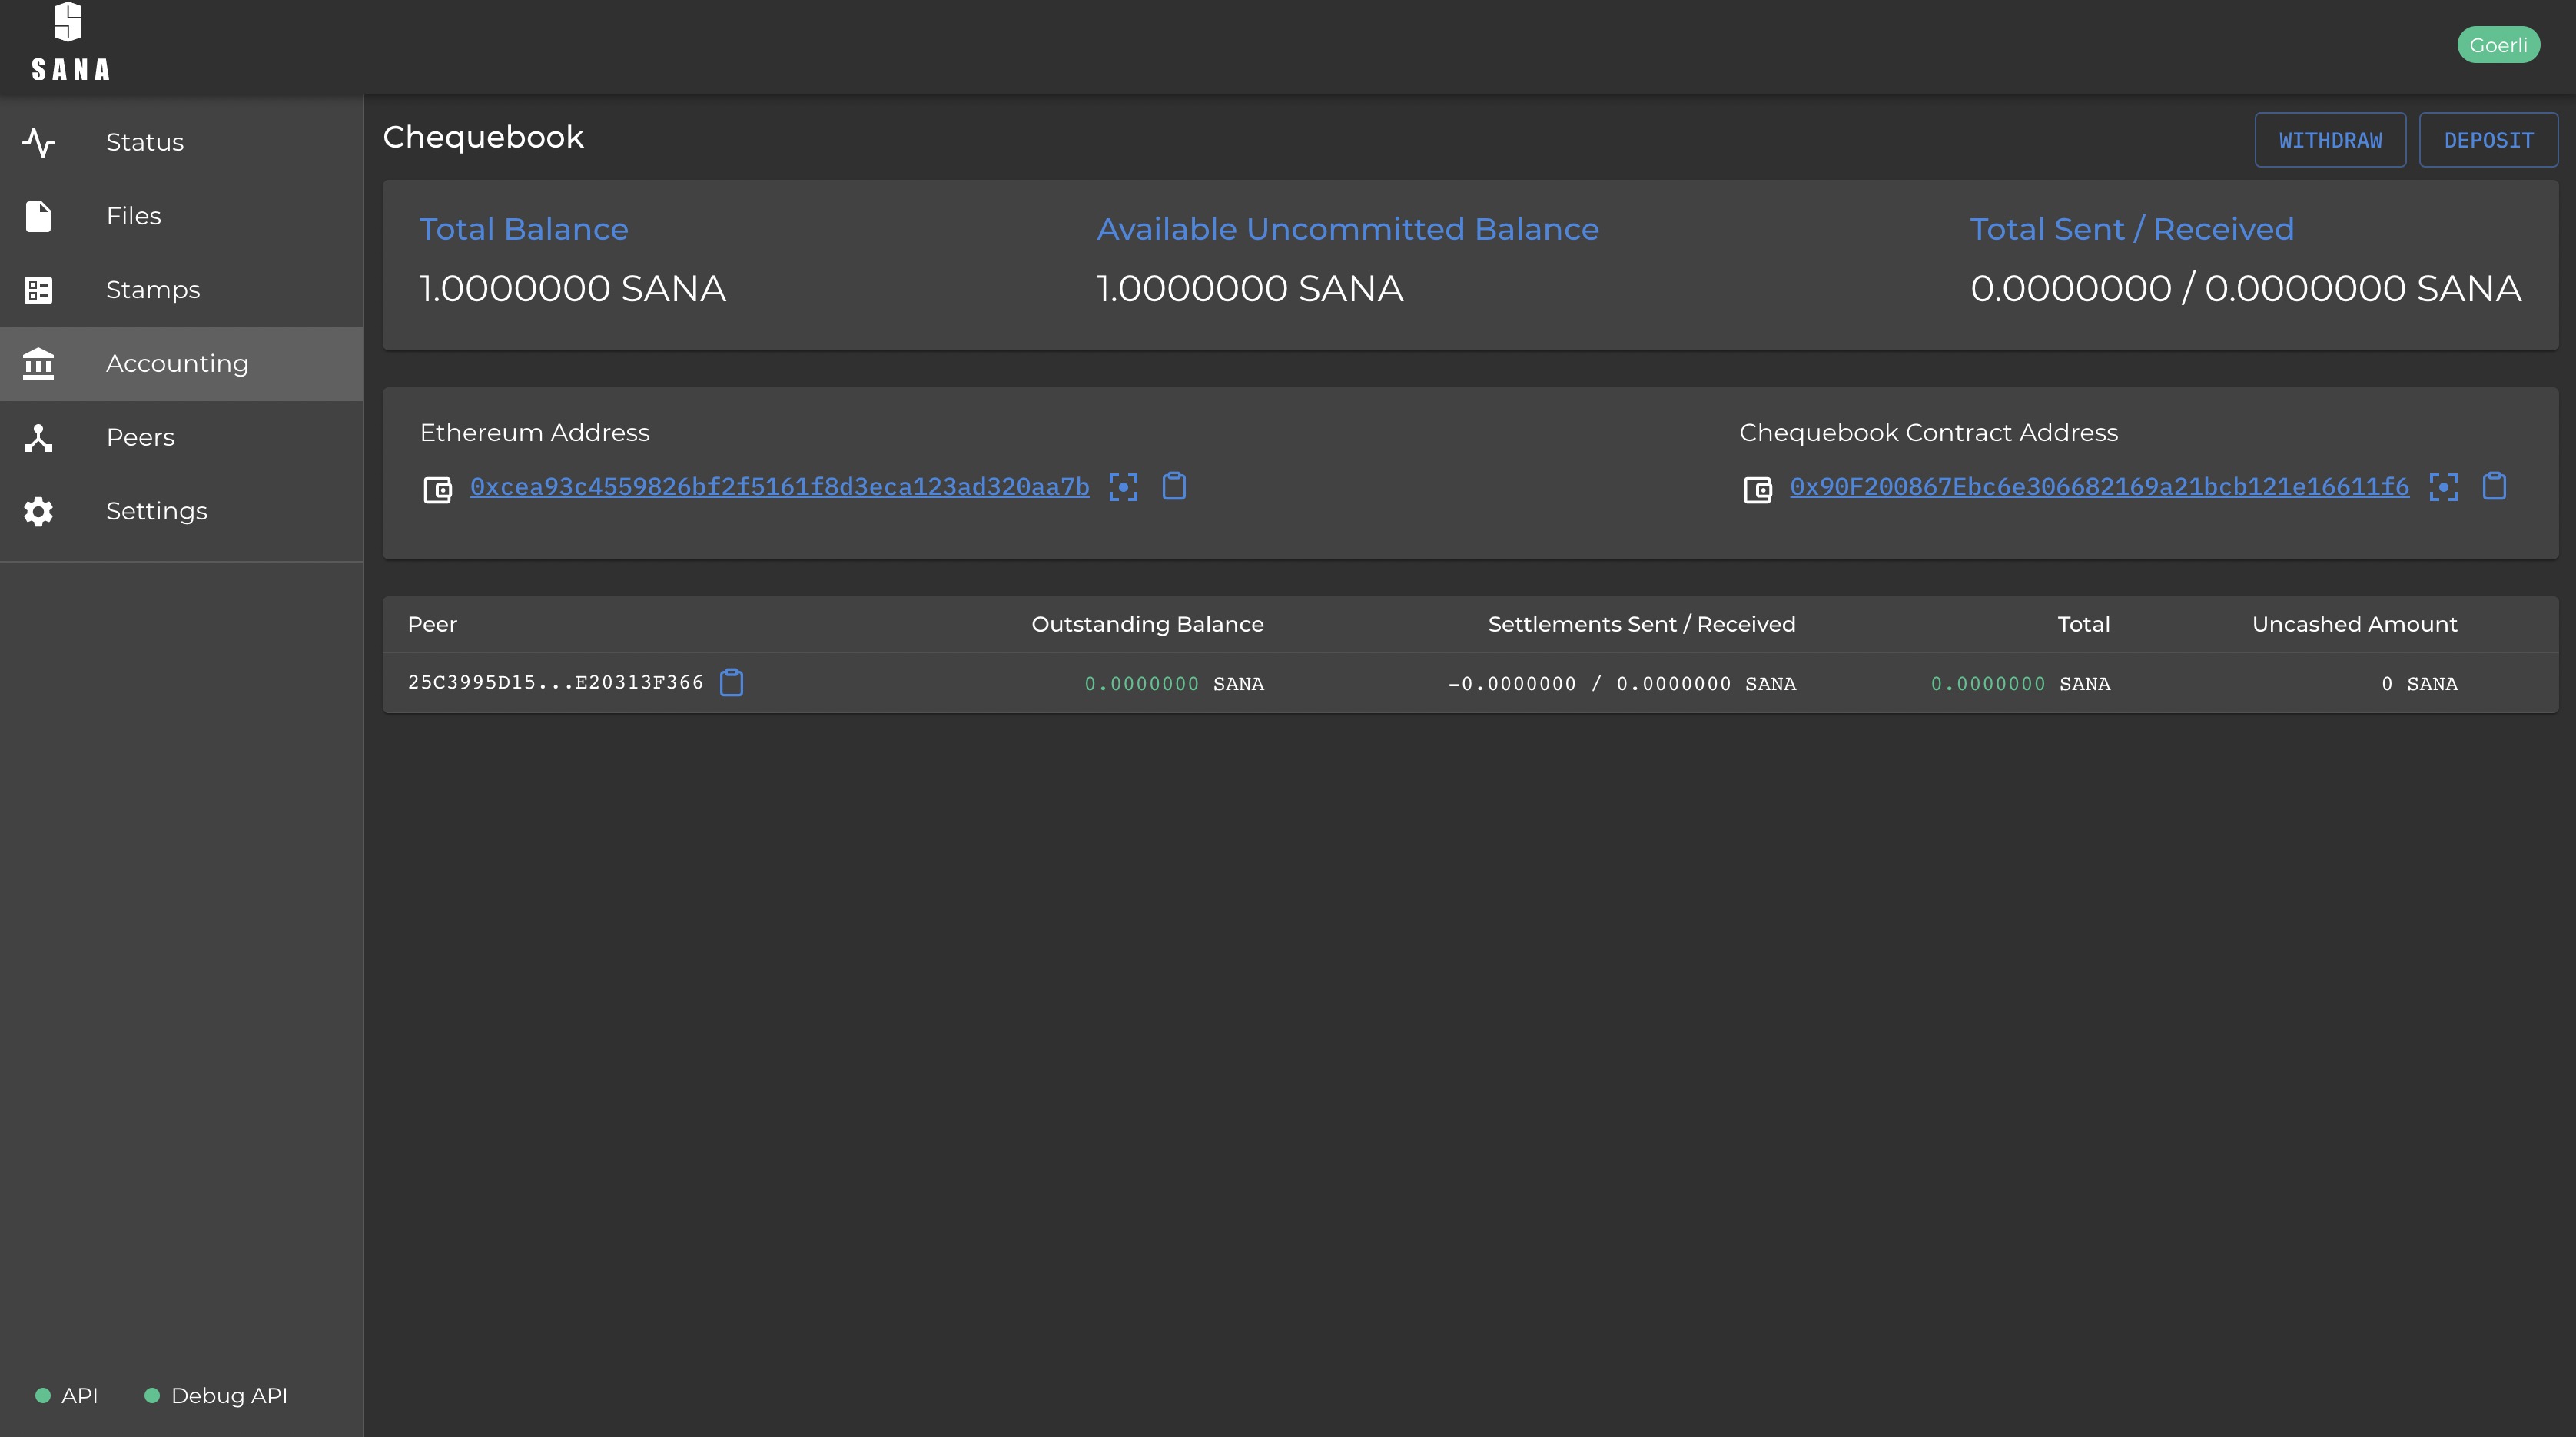 SANA
Goerli
Status
Files
Stamps
Accounting
Peers
Settings
API
Debug API
Chequebook
WITHDRAW
DEPOSIT
Total Balance
1.0000000 SANA
Available Uncommitted Balance
1.0000000 SANA
Total Sent / Received
0.0000000 / 0.0000000 SANA
Ethereum Address
0xcea93c4559826bf2f5161f8d3eca123ad320aa7b
Chequebook Contract Address
0x90F200867Ebc6e306682169a21bcb121e16611f6
Peer Outstanding Balance Settlements Sent / Received Total Uncashed Amount
25C3995D15...E20313F366 0.0000000 SANA -0.0000000 / 0.0000000 SANA 0.0000000 SANA 0 SANA